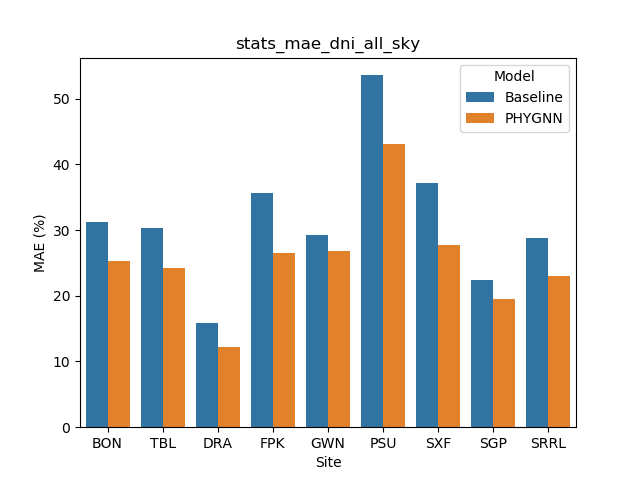 stats_mae_dni_all_sky
Model
Baseline
PHYGNN
MAE (%)
50
40
30
20
10
0
BON TBL DRA FPK GWN PSU SXF SGP SRRL
Site